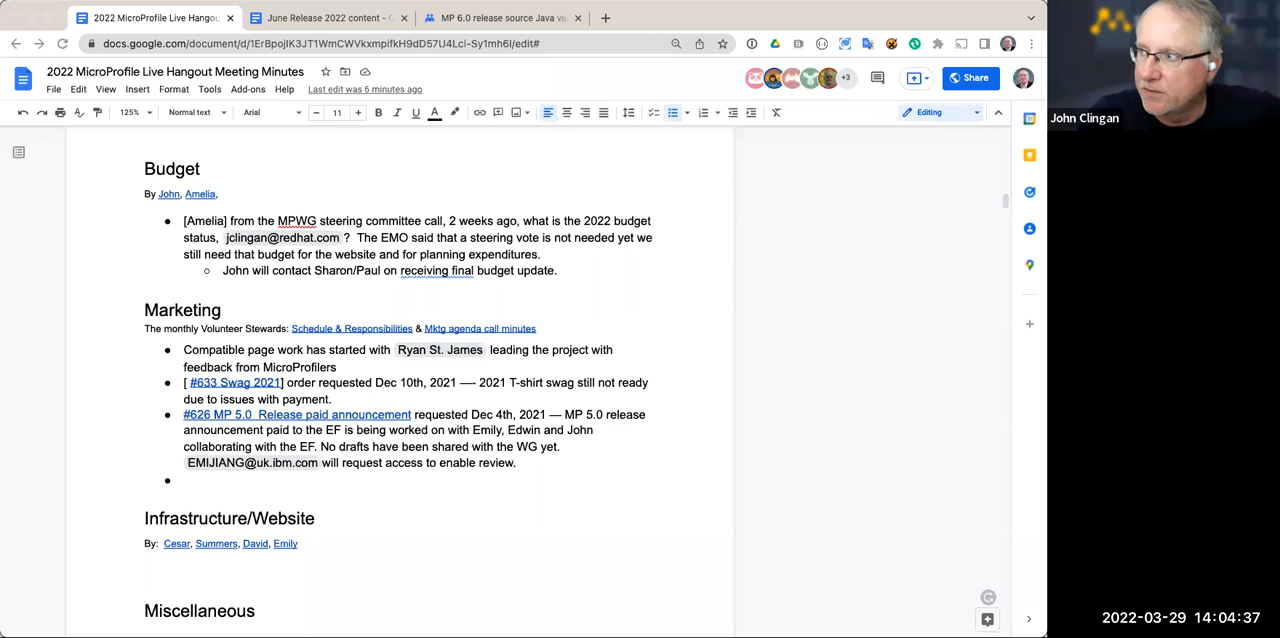 2022 MicroProfile Live Hangou
June Release 2022 content - G
MP 6.0 release source Java ve
docs.google.com/document/d/1ErBpojIK3JT1WmCWVkxmpifkH9dD57U4Lci-Sy1mh6I/edit#
2022 MicroProfile Live Hangout Meeting Minutes
File Edit View Insert Format Tools Add-ons Help Last edit was 6 minutes ago
+3
Share
125% Normal text Arial 11 B I U A Editing
John Clingan
Budget
By John, Amelia,
● [Amelia] from the MPWG steering committee call, 2 weeks ago, what is the 2022 budget
status, jclingan@redhat.com ? The EMO said that a steering vote is not needed yet we
still need that budget for the website and for planning expenditures.
○ John will contact Sharon/Paul on receiving final budget update.
Marketing
The monthly Volunteer Stewards: Schedule & Responsibilities & Mktg agenda call minutes
● Compatible page work has started with Ryan St. James leading the project with
feedback from MicroProfilers
● [ #633 Swag 2021] order requested Dec 10th, 2021 —- 2021 T-shirt swag still not ready
due to issues with payment.
● #626 MP 5.0 Release paid announcement requested Dec 4th, 2021 — MP 5.0 release
announcement paid to the EF is being worked on with Emily, Edwin and John
collaborating with the EF. No drafts have been shared with the WG yet.
EMIJIANG@uk.ibm.com will request access to enable review.
●
Infrastructure/Website
By: Cesar, Summers, David, Emily
Miscellaneous
2022-03-29 14:04:37